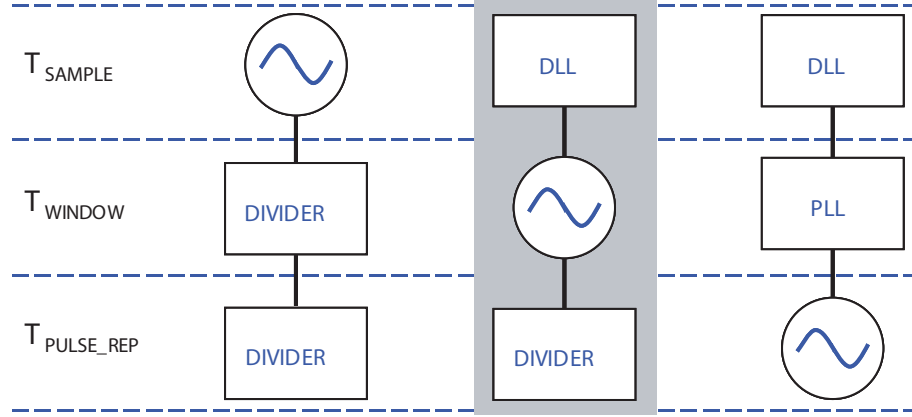 T SAMPLE DLL DLL
T WINDOW DIVIDER PLL
T PULSE_REP DIVIDER DIVIDER